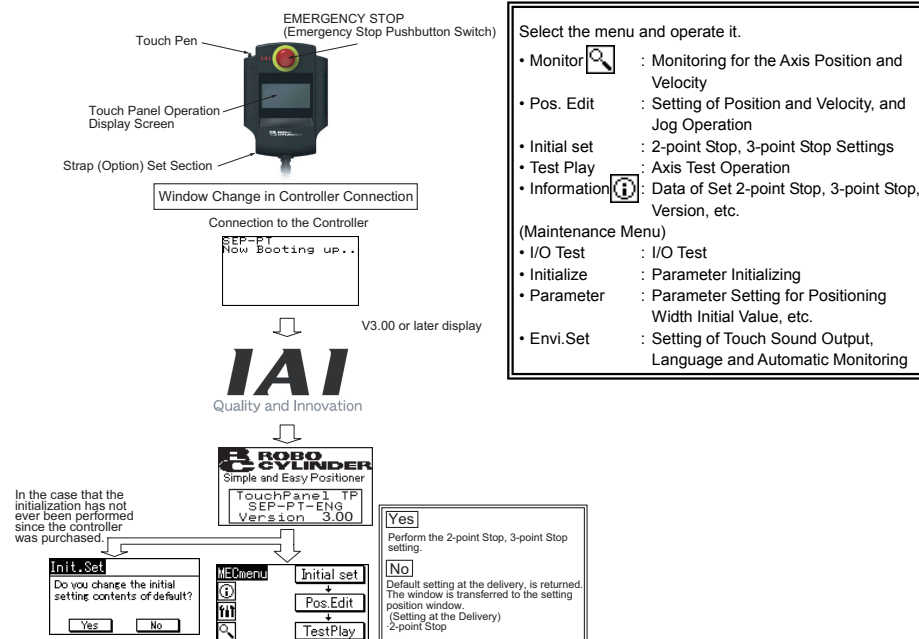 EMERGENCY STOP
(Emergency Stop Pushbutton Switch)
Touch Pen
Touch Panel Operation
Display Screen
Strap (Option) Set Section
Window Change in Controller Connection
Connection to the Controller
SEP-PT
Now Booting up..
V3.00 or later display
IAI
Quality and Innovation
ROBO
CYLINDER
Simple and Easy Positioner
TouchPanel TP
SEP-PT-ENG
Version 3.00
In the case that the
initialization has not
ever been performed
since the controller
was purchased.
Init.Set
Do you change the initial
setting contents of default?
Yes No
MECmenu
Initial set
Pos.Edit
TestPlay
Yes
Perform the 2-point Stop, 3-point Stop
setting.
No
Default setting at the delivery, is returned.
The window is transferred to the setting
position window.
(Setting at the Delivery)
·2-point Stop
Select the menu and operate it.
• Monitor : Monitoring for the Axis Position and
Velocity
• Pos. Edit : Setting of Position and Velocity, and
Jog Operation
• Initial set : 2-point Stop, 3-point Stop Settings
• Test Play : Axis Test Operation
• Information : Data of Set 2-point Stop, 3-point Stop,
Version, etc.
(Maintenance Menu)
• I/O Test : I/O Test
• Initialize : Parameter Initializing
• Parameter : Parameter Setting for Positioning
Width Initial Value, etc.
• Envi.Set : Setting of Touch Sound Output,
Language and Automatic Monitoring